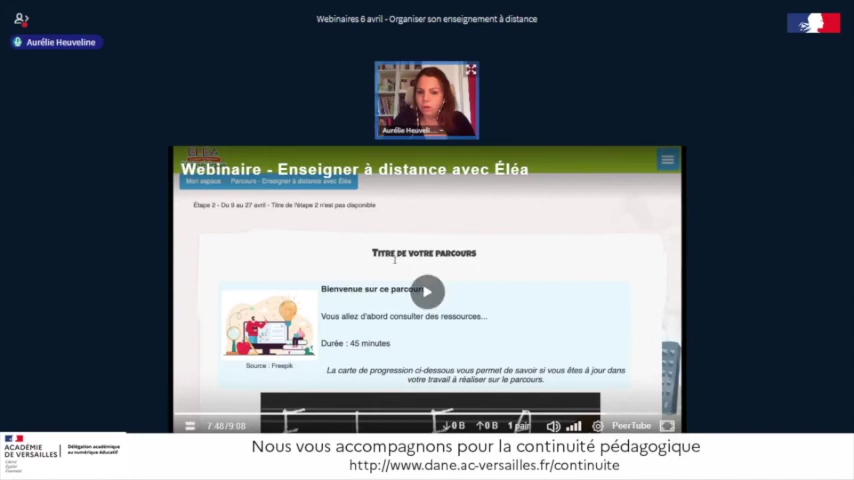 Webinaires 6 avril - Organiser son enseignement à distance
Aurélie Heuveline
Aurélie Heuveli...
ÉLÉA
Webinaire - Enseigner à distance avec Éléa
Mon espace Parcours - Enseigner à distance avec Éléa
Étape 2 - Du 9 au 27 avril - Titre de l'étape 2 n'est pas disponible
Titre de votre parcours
Bienvenue sur ce parcours
Vous allez d'abord consulter des ressources...
Durée : 45 minutes
Source : Freepik
La carte de progression ci-dessous vous permet de savoir si vous êtes à jour dans
votre travail à réaliser sur le parcours.
7:48/9:08
↓0 B ↑0 B 1 pair
PeerTube
ACADÉMIE
DE VERSAILLES
Délégation académique
au numérique éducatif
Nous vous accompagnons pour la continuité pédagogique
http://www.dane.ac-versailles.fr/continuite